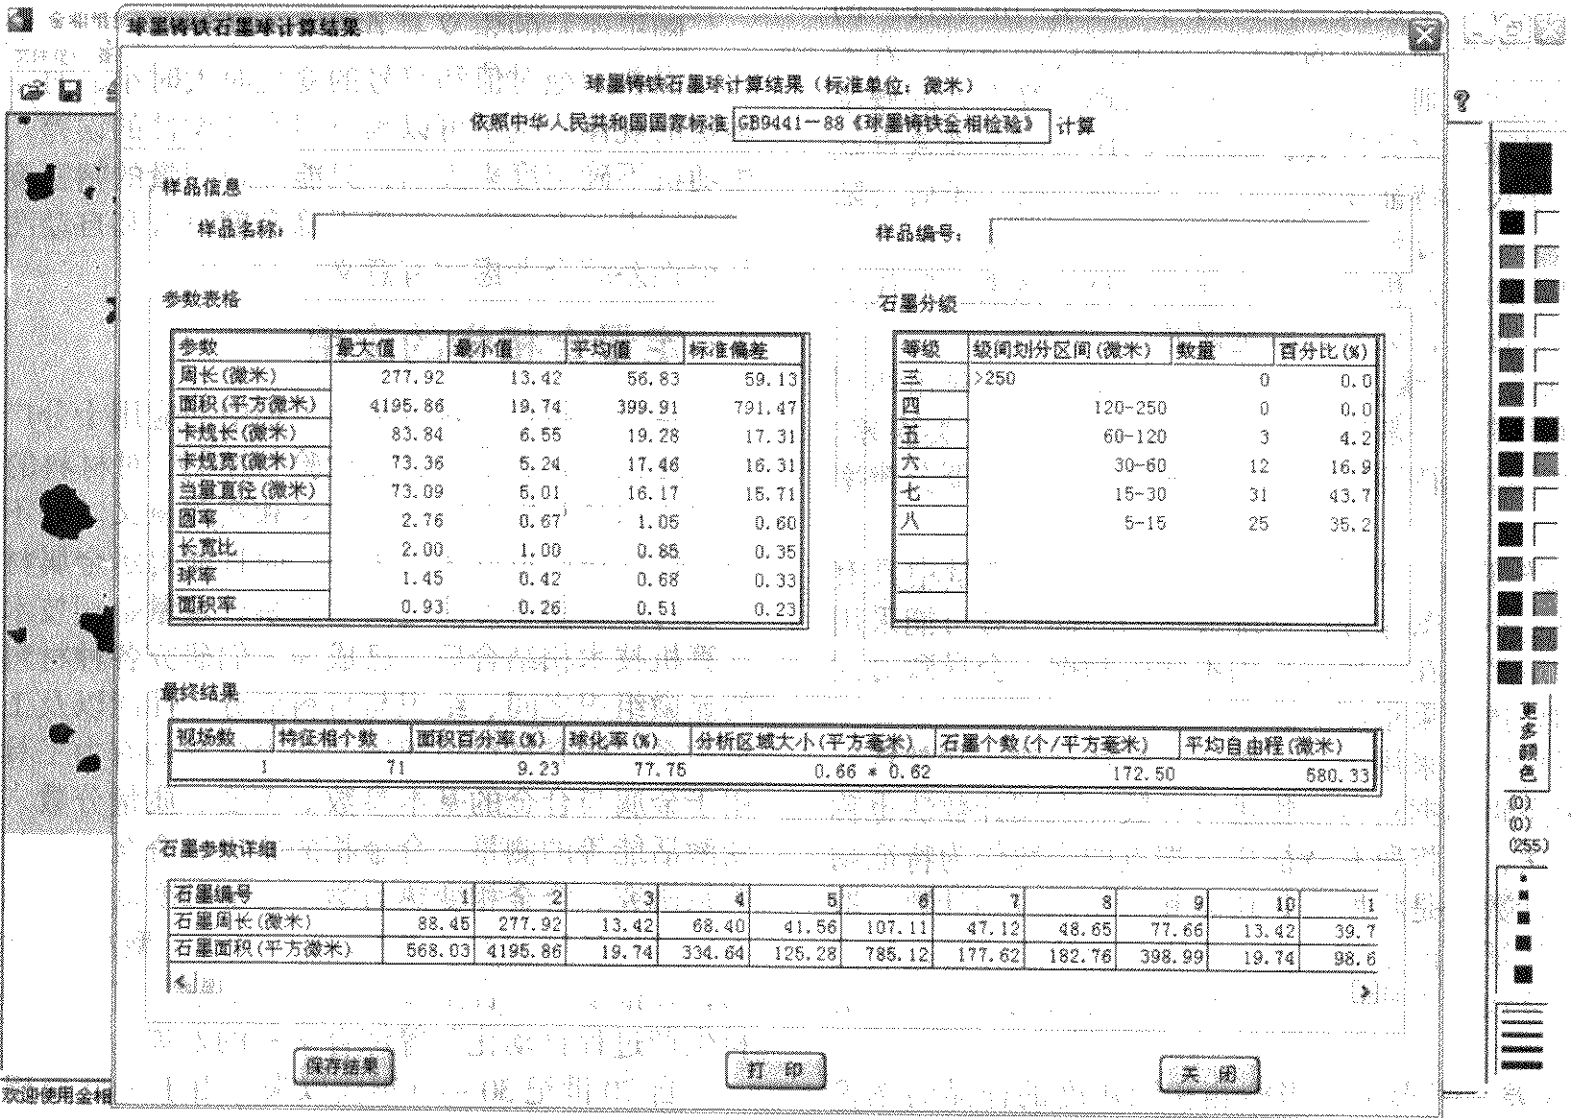 球墨铸铁石墨球计算结果
球墨铸铁石墨球计算结果（标准单位：微米）
依照中华人民共和国国家标准 GB9441－88《球墨铸铁金相检验》 计算
样品信息
样品名称： 样品编号：
参数表格 石墨分级
参数 最大值 最小值 平均值 标准偏差
周长(微米) 277.92 13.42 56.83 59.13
面积(平方微米) 4195.86 19.74 399.91 791.47
卡规长(微米) 83.84 6.55 19.28 17.31
卡规宽(微米) 73.36 5.24 17.46 16.31
当量直径(微米) 73.09 5.01 16.17 15.71
圆率 2.76 0.67 1.05 0.60
长宽比 2.00 1.00 0.85 0.35
球率 1.45 0.42 0.68 0.33
面积率 0.93 0.26 0.51 0.23
等级 级间划分区间(微米) 数量 百分比(%)
三 >250 0 0.0
四 120-250 0 0.0
五 60-120 3 4.2
六 30-60 12 16.9
七 15-30 31 43.7
八 5-15 25 35.2
最终结果
视场数 特征相个数 面积百分率(%) 球化率(%) 分析区域大小(平方毫米) 石墨个数(个/平方毫米) 平均自由程(微米)
1 71 9.23 77.75 0.66 * 0.62 172.50 580.33
石墨参数详细
石墨编号 1 2 3 4 5 6 7 8 9 10 1
石墨周长(微米) 88.45 277.92 13.42 68.40 41.56 107.11 47.12 48.65 77.66 13.42 39.7
石墨面积(平方微米) 568.03 4195.86 19.74 334.64 125.28 785.12 177.62 182.76 398.99 19.74 98.6
保存结果 打 印 关 闭
更多颜色
(0)
(0)
(255)
欢迎使用金相